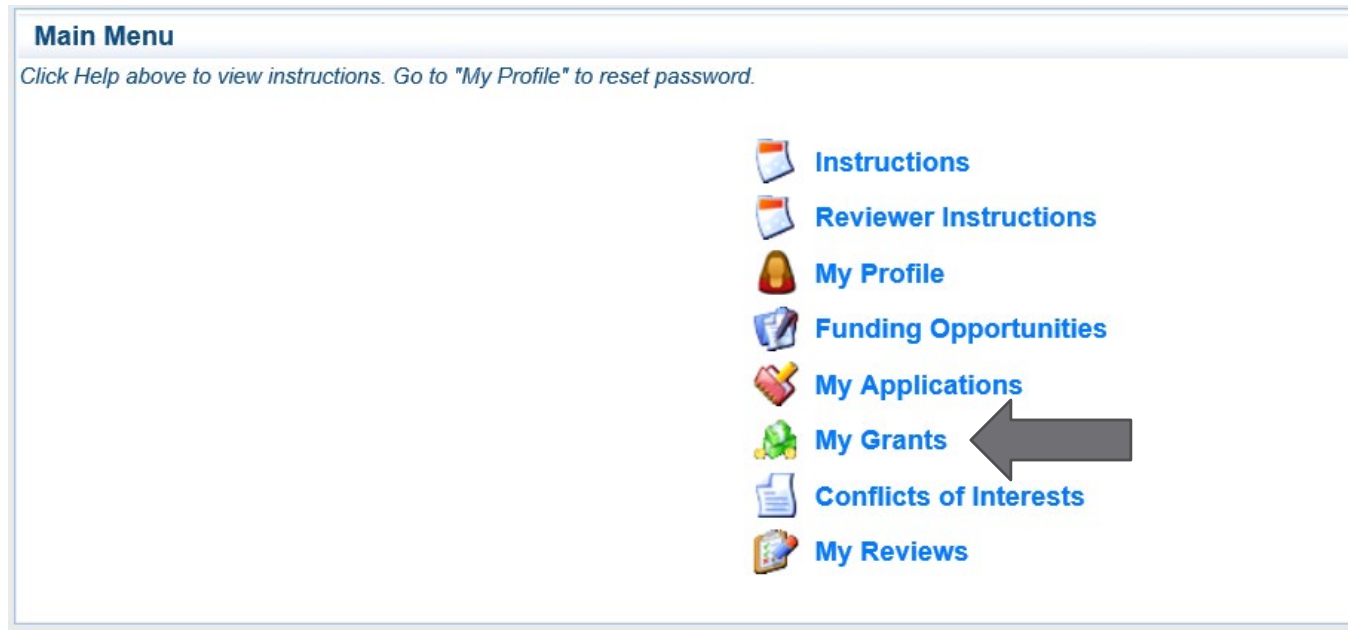 Main Menu
Click Help above to view instructions. Go to "My Profile" to reset password.
Instructions
Reviewer Instructions
My Profile
Funding Opportunities
My Applications
My Grants
Conflicts of Interests
My Reviews